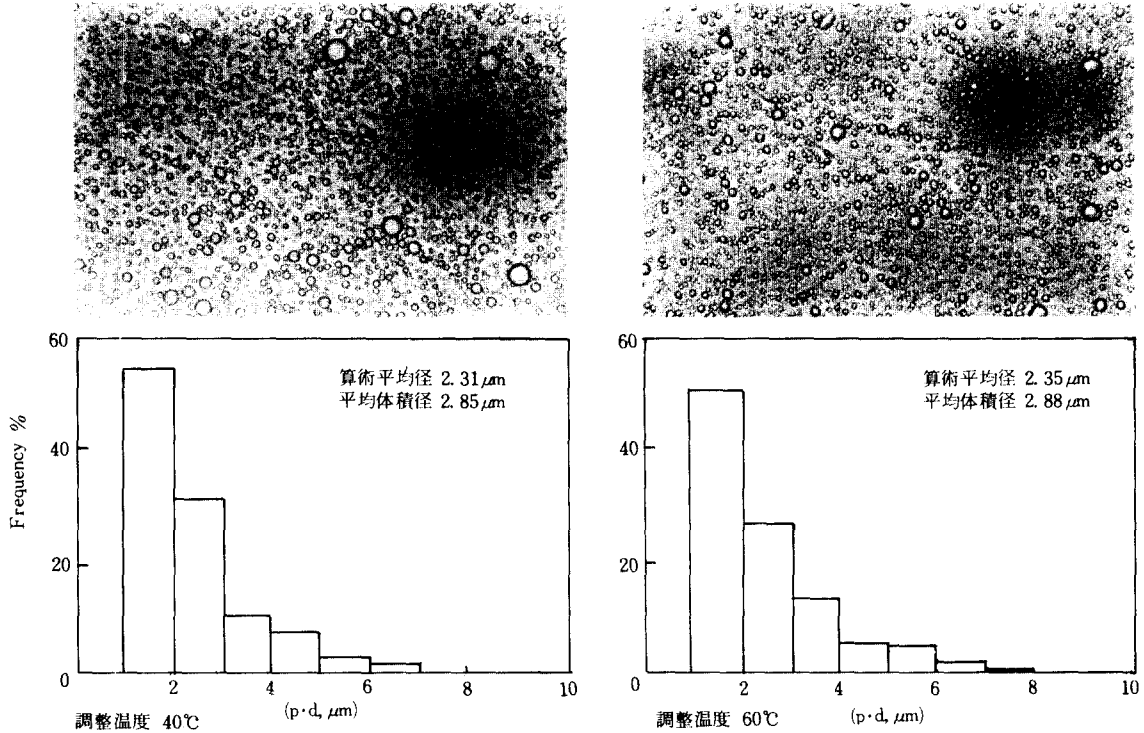 60
40
20
0
Frequency %
算術平均径 2.31μm
平均体積径 2.85μm
2
4
6
8
10
(p·d, μm)
調整温度 40℃
60
40
20
0
算術平均径 2.35μm
平均体積径 2.88μm
2
4
6
8
10
(p·d, μm)
調整温度 60℃